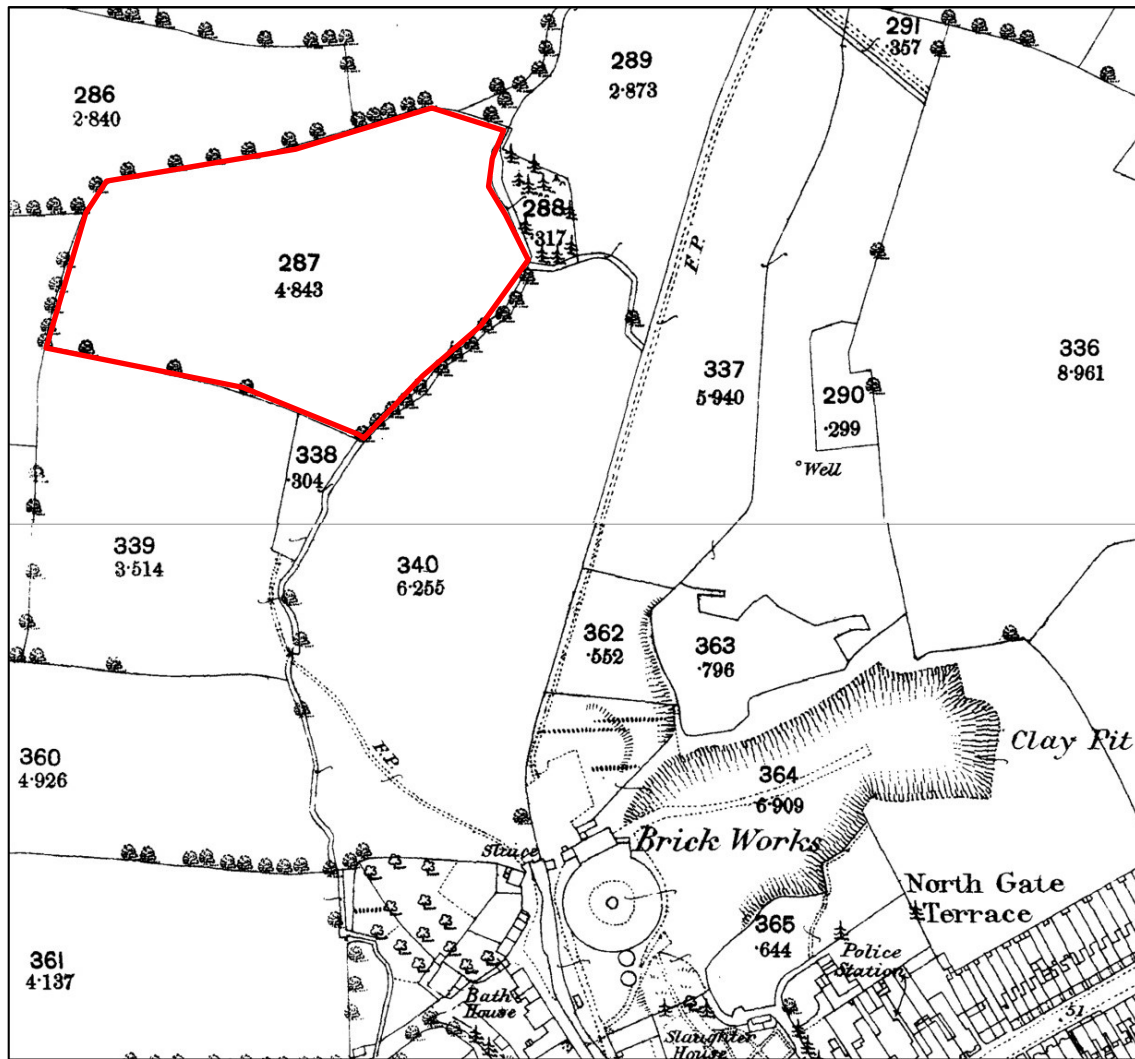 291
·357
289
2·873
286
2·840
288
·317
F.P.
287
4·843
336
8·961
337
5·940
290
·299
338
·304
Well
339
3·514
340
6·255
362
·552
363
·796
Clay Pit
360
4·926
F.P.
364
6·909
Brick Works
Sluice
North Gate
Terrace
365
·644
Police
Station
361
4·137
Bath
House
Slaughter
House
51